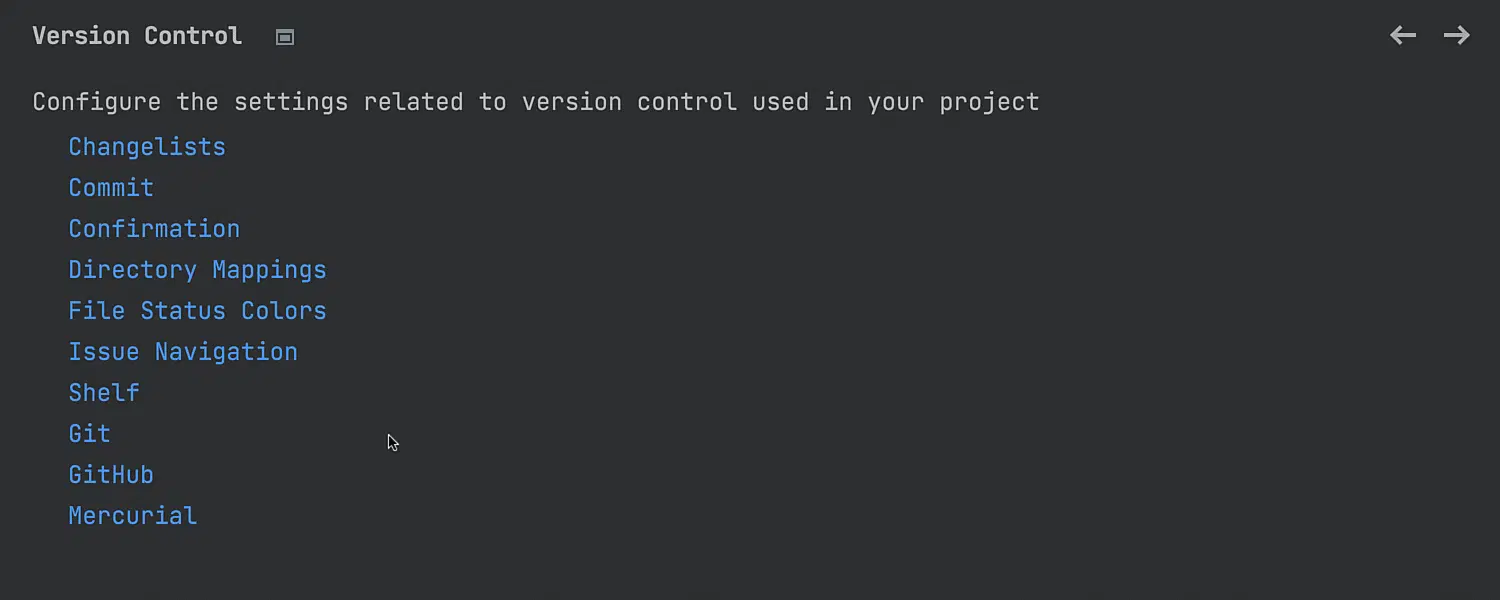 Version Control
Configure the settings related to version control used in your project
Changelists
Commit
Confirmation
Directory Mappings
File Status Colors
Issue Navigation
Shelf
Git
GitHub
Mercurial